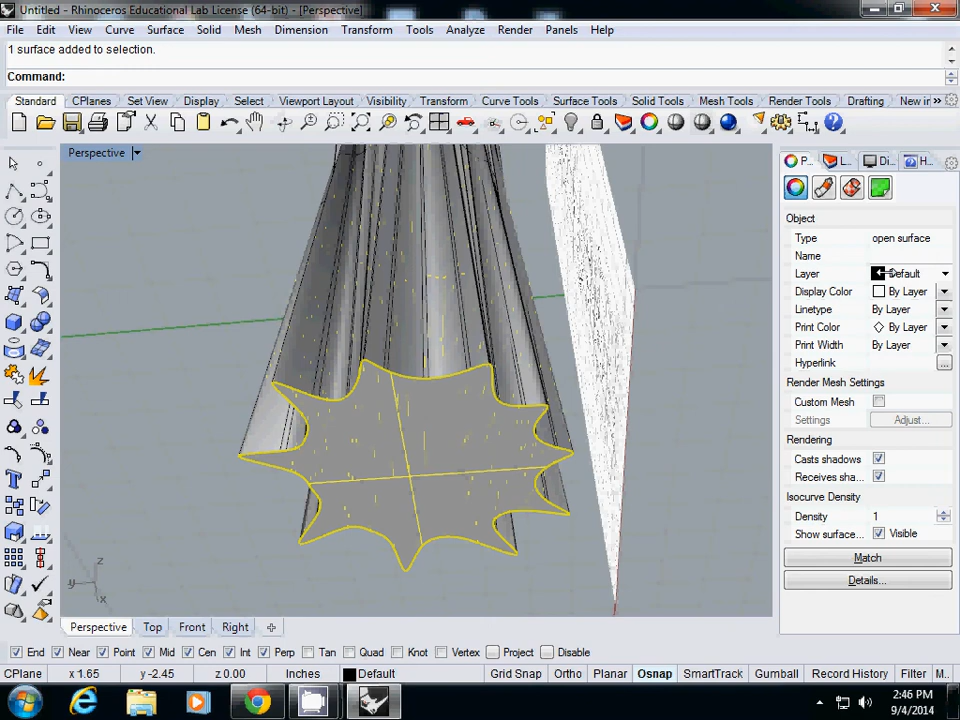 Untitled - Rhinoceros Educational Lab License (64-bit) - [Perspective]
File Edit View Curve Surface Solid Mesh Dimension Transform Tools Analyze Render Panels Help
1 surface added to selection.
Command:
Standard CPlanes Set View Display Select Viewport Layout Visibility Transform Curve Tools Surface Tools Solid Tools Mesh Tools Render Tools Drafting New in »
Perspective
P... L... Di... H...
Object
Type open surface
Name
Layer Default
Display Color By Layer
Linetype By Layer
Print Color By Layer
Print Width By Layer
Hyperlink ...
Render Mesh Settings
Custom Mesh
Settings Adjust...
Rendering
Casts shadows
Receives sha...
Isocurve Density
Density 1
Show surface... Visible
Match
Details...
z
y
x
Perspective Top Front Right
End Near Point Mid Cen Int Perp Tan Quad Knot Vertex Project Disable
CPlane x 1.65 y -2.45 z 0.00 Inches Default Grid Snap Ortho Planar Osnap SmartTrack Gumball Record History Filter M..
2:46 PM
9/4/2014